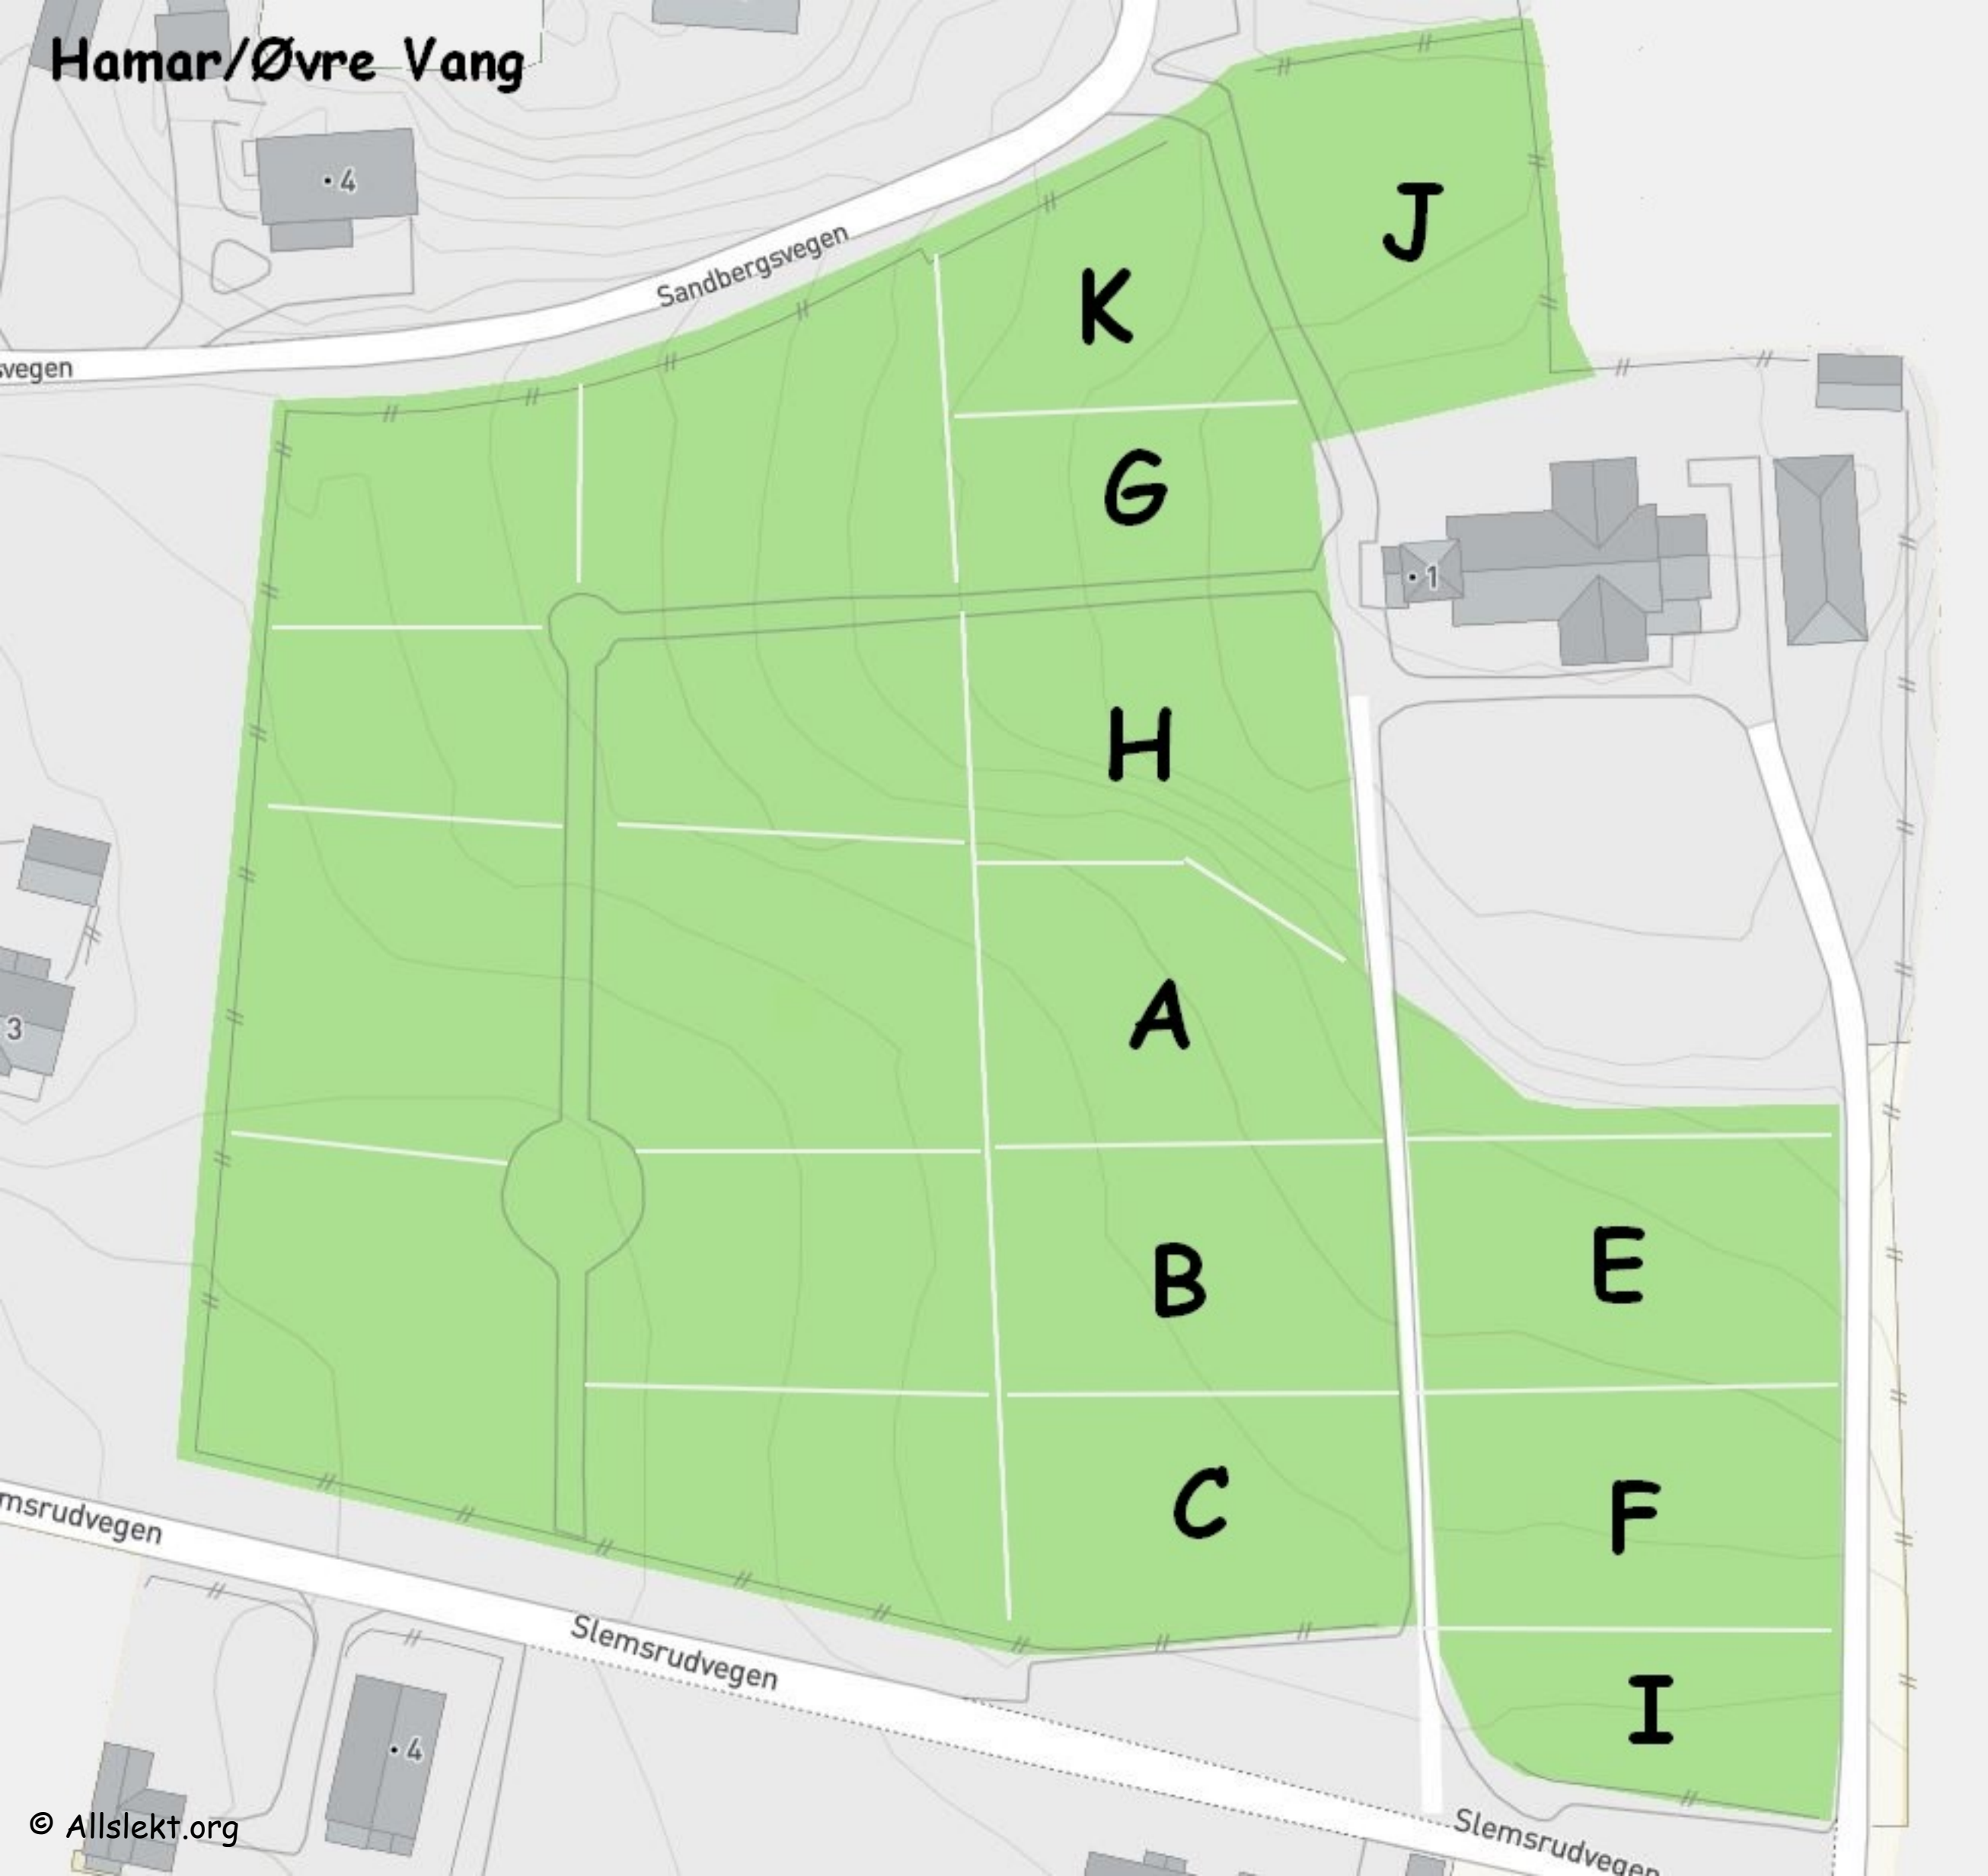 Hamar/Øvre Vang
4
J
Sandbergsvegen
K
svegen
G
1
H
3
A
E
B
C
F
msrudvegen
Slemsrudvegen
I
4
© Allslekt.org
Slemsrudvegen